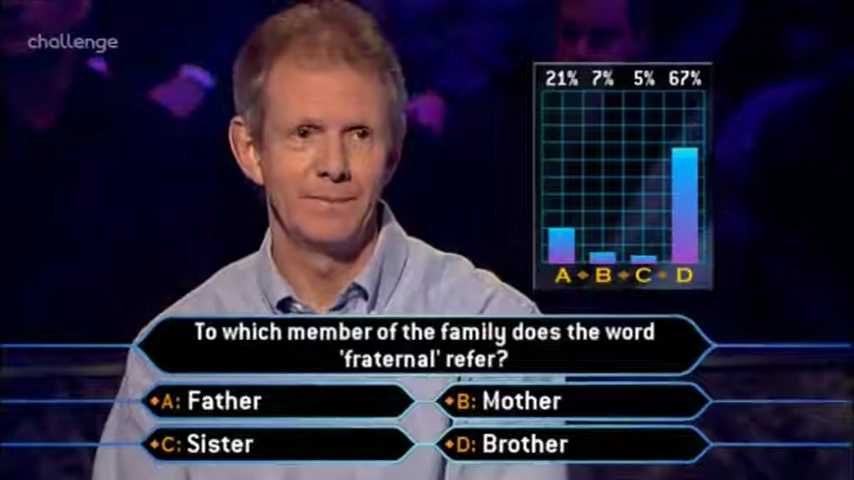 challenge
21% 7% 5% 67%
A B C D
To which member of the family does the word
'fraternal' refer?
A: Father
B: Mother
C: Sister
D: Brother